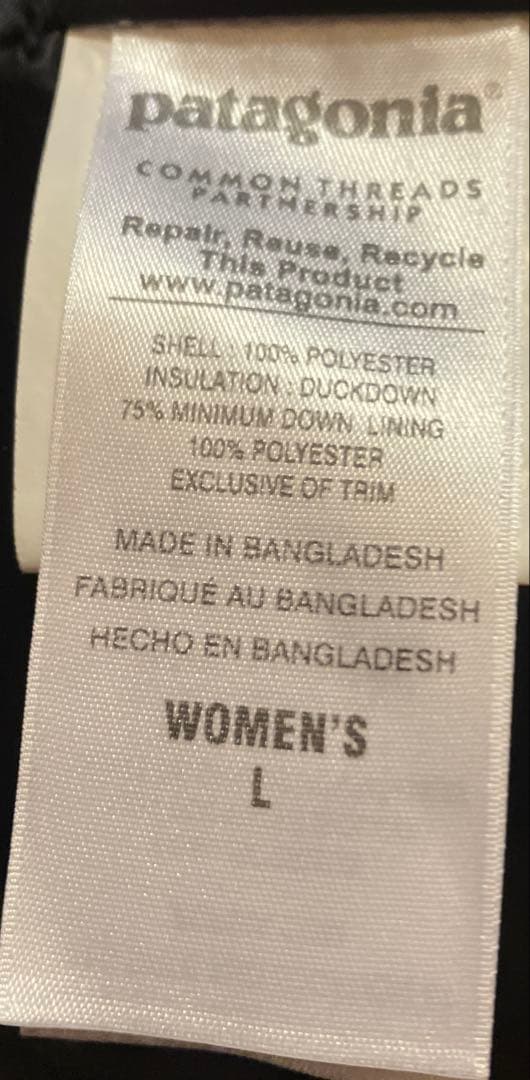 patagonia®
COMMON THREADS
PARTNERSHIP
Repair, Reuse, Recycle
This Product
www.patagonia.com
SHELL : 100% POLYESTER
INSULATION : DUCKDOWN
75% MINIMUM DOWN LINING
100% POLYESTER
EXCLUSIVE OF TRIM
MADE IN BANGLADESH
FABRIQUÉ AU BANGLADESH
HECHO EN BANGLADESH
WOMEN'S
L